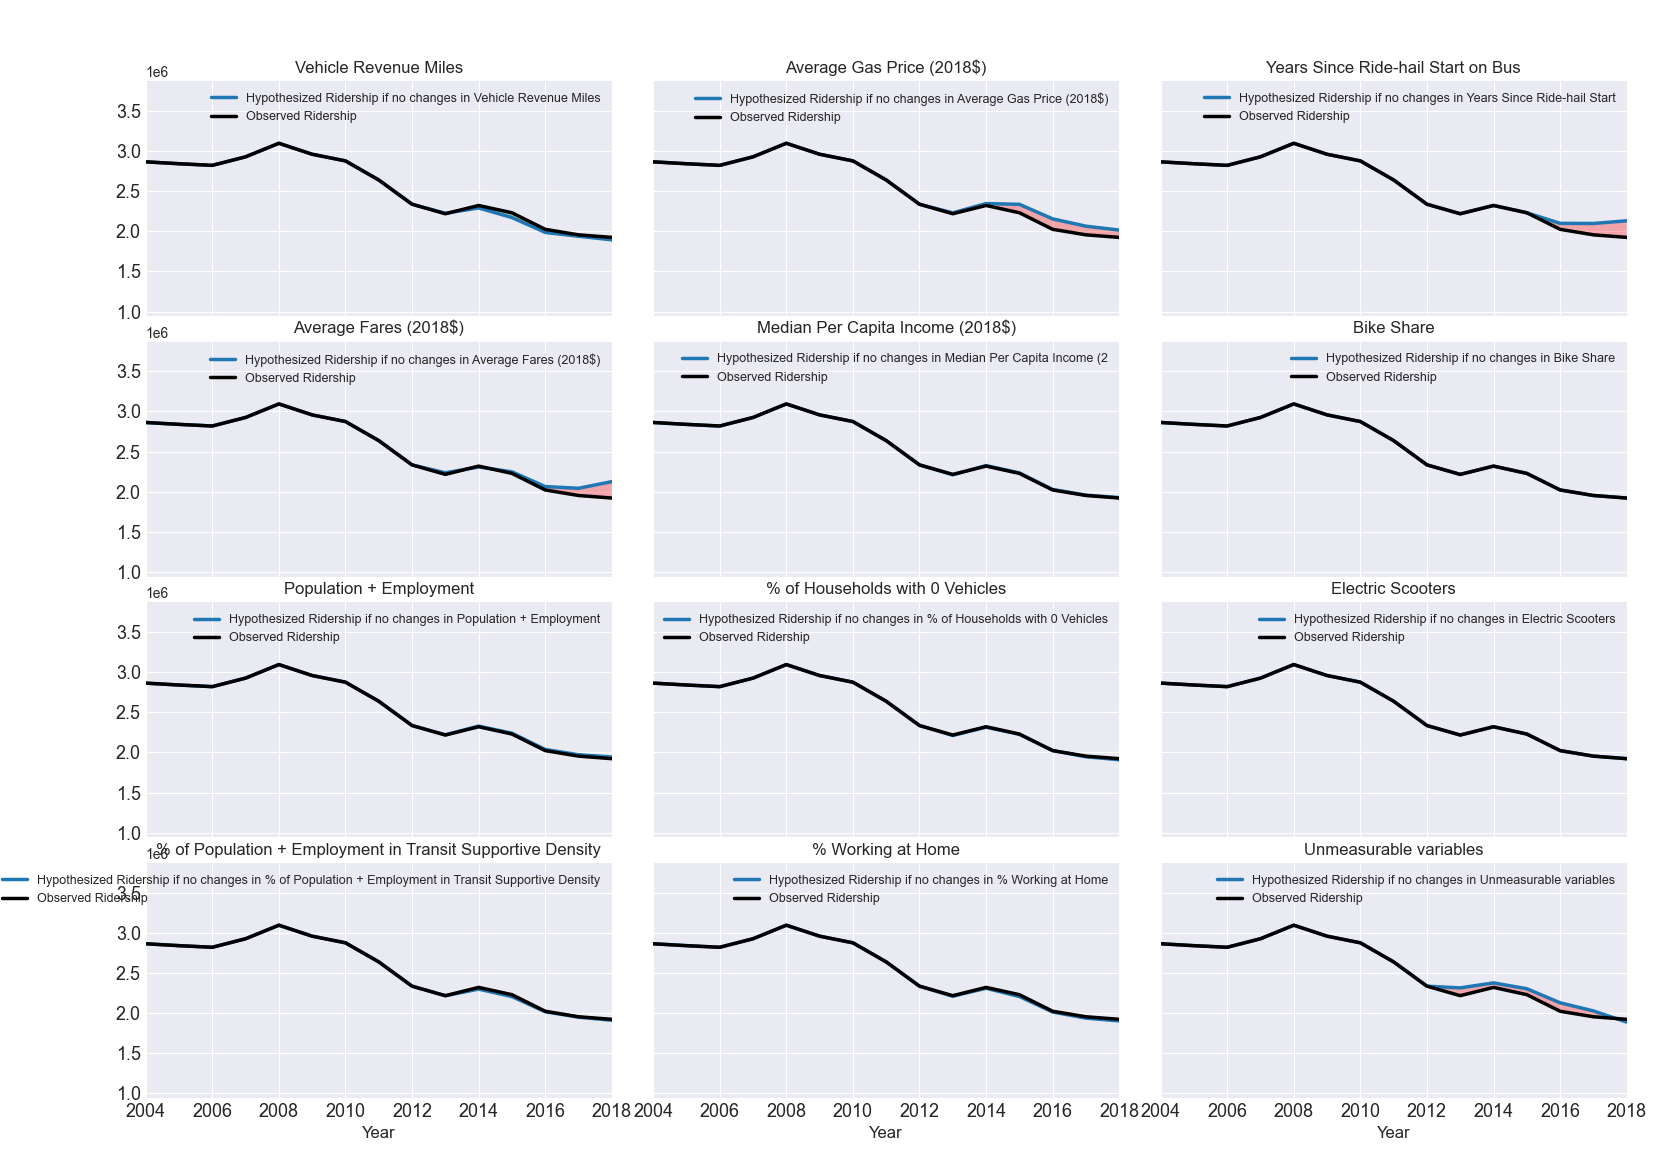 Vehicle Revenue Miles
Average Gas Price (2018$)
Years Since Ride-hail Start on Bus
1e6
Hypothesized Ridership if no changes in Vehicle Revenue Miles
Observed Ridership
Hypothesized Ridership if no changes in Average Gas Price (2018$)
Observed Ridership
Hypothesized Ridership if no changes in Years Since Ride-hail Start
Observed Ridership
3.5
3.0
2.5
2.0
1.5
1.0
Average Fares (2018$)
Median Per Capita Income (2018$)
Bike Share
1e6
Hypothesized Ridership if no changes in Average Fares (2018$)
Observed Ridership
Hypothesized Ridership if no changes in Median Per Capita Income (2
Observed Ridership
Hypothesized Ridership if no changes in Bike Share
Observed Ridership
3.5
3.0
2.5
2.0
1.5
1.0
Population + Employment
% of Households with 0 Vehicles
Electric Scooters
1e6
Hypothesized Ridership if no changes in Population + Employment
Observed Ridership
Hypothesized Ridership if no changes in % of Households with 0 Vehicles
Observed Ridership
Hypothesized Ridership if no changes in Electric Scooters
Observed Ridership
3.5
3.0
2.5
2.0
1.5
1.0
% of Population + Employment in Transit Supportive Density
% Working at Home
Unmeasurable variables
1e6
Hypothesized Ridership if no changes in % of Population + Employment in Transit Supportive Density
Observed Ridership
Hypothesized Ridership if no changes in % Working at Home
Observed Ridership
Hypothesized Ridership if no changes in Unmeasurable variables
Observed Ridership
3.5
3.0
2.5
2.0
1.5
1.0
2004 2006 2008 2010 2012 2014 2016 2018
2004 2006 2008 2010 2012 2014 2016 2018
2004 2006 2008 2010 2012 2014 2016 2018
Year
Year
Year